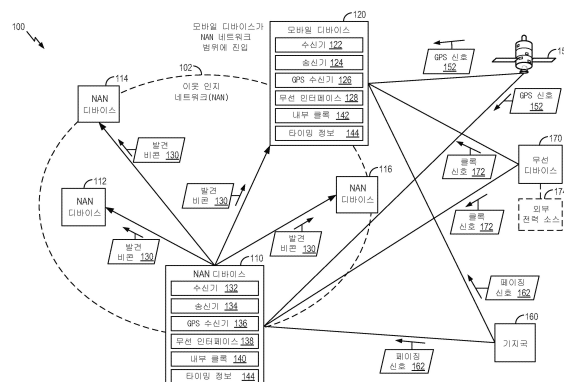 100
모바일 디바이스가
NAN 네트워크
범위에 진입
120
모바일 디바이스
수신기 122
송신기 124
GPS 수신기 126
무선 인터페이스 128
내부 클록 142
타이밍 정보 144
GPS 신호
152
GPS 신호
152
102
이웃 인지
네트워크(NAN)
114
NAN
디바이스
발견
비콘 130
112
NAN
디바이스
발견
비콘 130
발견
비콘 130
116
NAN
디바이스
발견
비콘 130
170
무선
디바이스
클록
신호 172
클록
신호 172
외부
전력 소스
110
NAN 디바이스
수신기 132
송신기 134
GPS 수신기 136
무선 인터페이스 138
내부 클록 140
타이밍 정보 144
페이징
신호 162
160
기지국
페이징
신호 162